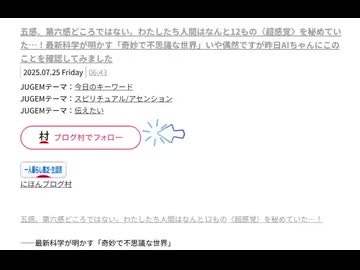 五感、第六感どころではない。わたしたち人間はなんと12もの〈超感覚〉を秘めてい
た…！最新科学が明かす「奇妙で不思議な世界」いや偶然ですが昨日AIちゃんにこの
ことを確認してみました
2025.07.25 Friday | 06:43
JUGEMテーマ：今日のキーワード
JUGEMテーマ：スピリチュアル/アセンション
JUGEMテーマ：伝えたい
村 ブログ村でフォロー
にほんブログ村
五感、第六感どころではない。わたしたち人間はなんと12もの〈超感覚〉を秘めていた…！
——最新科学が明かす「奇妙で不思議な世界」